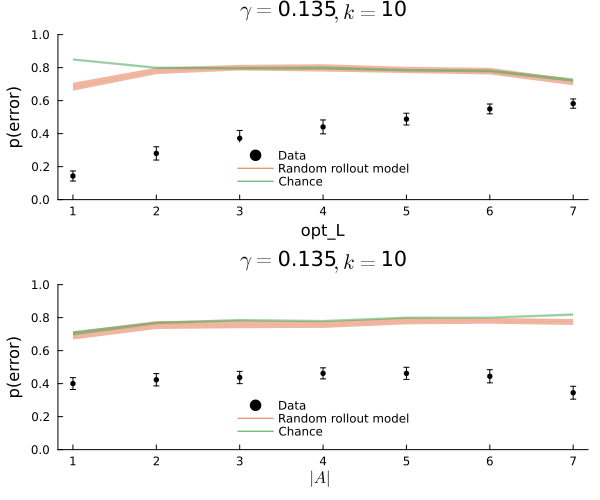 γ = 0.135, k = 10
1.0
0.8
0.6
0.4
0.2
0.0
p(error)
Data
Random rollout model
Chance
1 2 3 4 5 6 7
opt_L
γ = 0.135, k = 10
1.0
0.8
0.6
0.4
0.2
0.0
p(error)
Data
Random rollout model
Chance
1 2 3 4 5 6 7
|A|